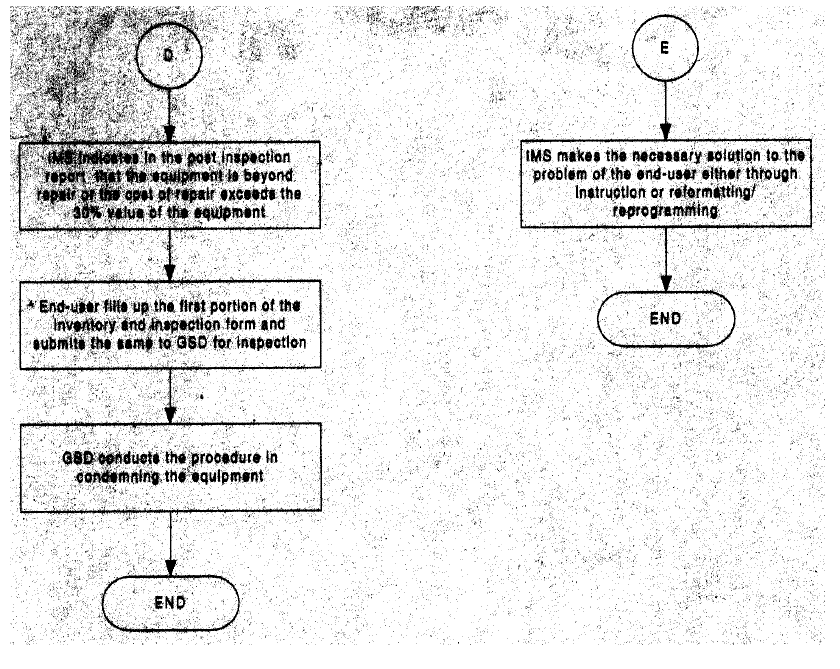 D
IMS indicates in the post inspection
report, that the equipment is beyond
repair or the cost of repair exceeds the
30% value of the equipment
* End-user fills up the first portion of the
inventory and inspection form and
submits the same to GSD for inspection
GSD conducts the procedure in
condemning the equipment
END
E
IMS makes the necessary solution to the
problem of the end-user either through
instruction or reformatting/
reprogramming
END